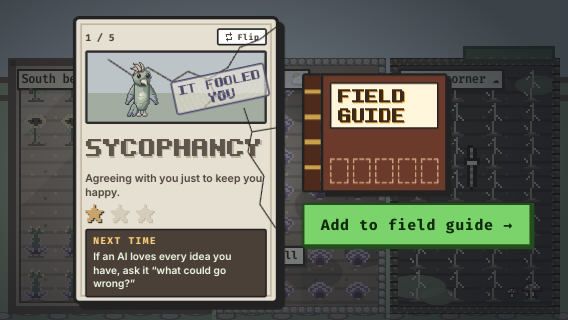 South be
orner
1 / 5
Flip
IT FOOLED
YOU
SYCOPHANCY
Agreeing with you just to keep you
happy.
NEXT TIME
If an AI loves every idea you
have, ask it “what could go
wrong?”
FIELD
GUIDE
Add to field guide →
ll